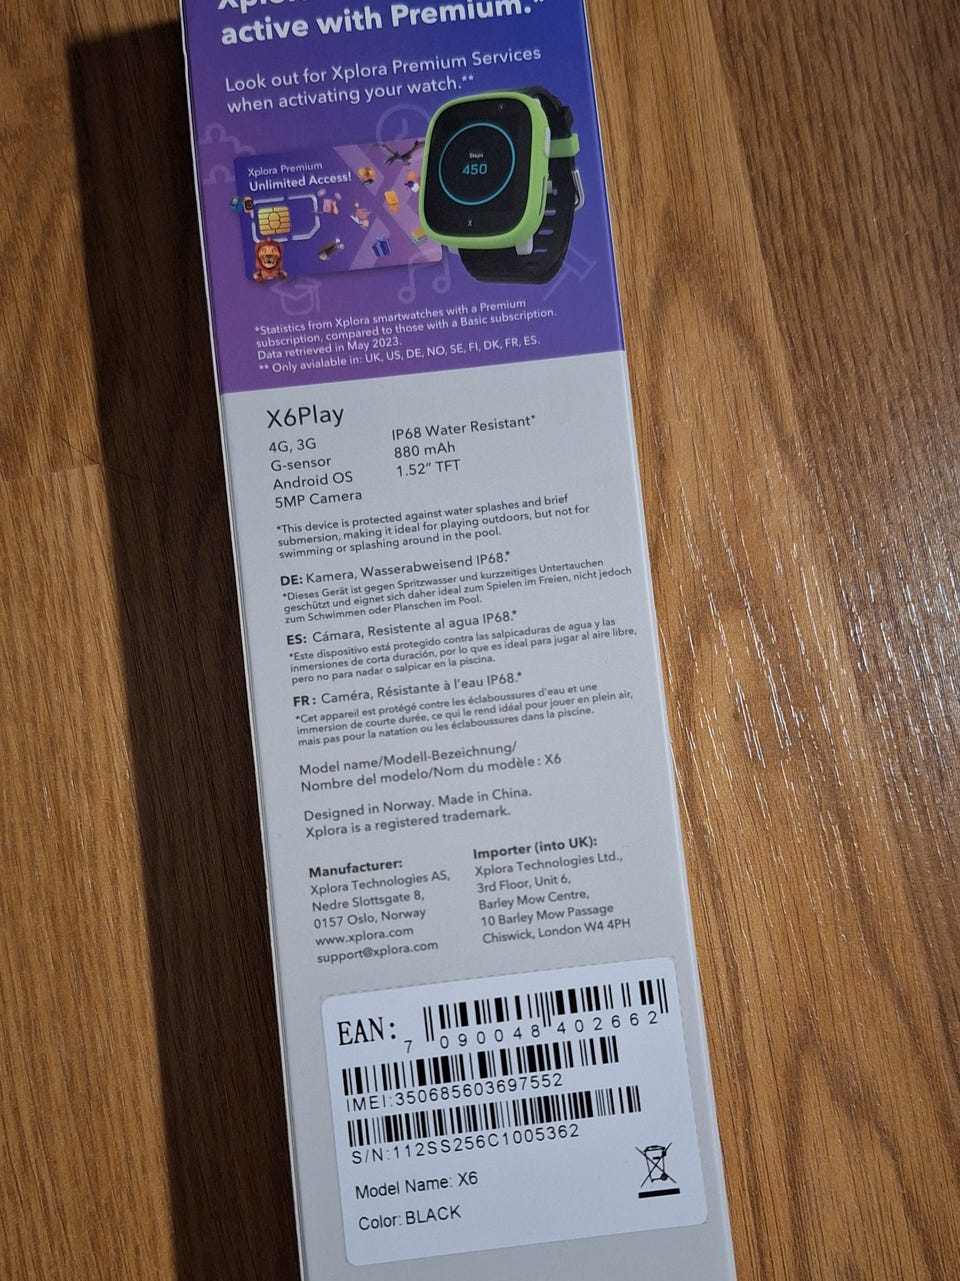 active with Premium.*
Look out for Xplora Premium Services
when activating your watch.**
Xplora Premium
Unlimited Access!
Steps
450
X
*Statistics from Xplora smartwatches with a Premium
subscription, compared to those with a Basic subscription.
Data retrieved in May 2023.
** Only avialable in: UK, US, DE, NO, SE, FI, DK, FR, ES.
X6Play
4G, 3G
G-sensor
Android OS
5MP Camera
IP68 Water Resistant*
880 mAh
1.52” TFT
*This device is protected against water splashes and brief
submersion, making it ideal for playing outdoors, but not for
swimming or splashing around in the pool.
DE: Kamera, Wasserabweisend IP68.*
*Dieses Gerät ist gegen Spritzwasser und kurzzeitiges Untertauchen
geschützt und eignet sich daher ideal zum Spielen im Freien, nicht jedoch
zum Schwimmen oder Planschen im Pool.
ES: Cámara, Resistente al agua IP68.*
*Este dispositivo está protegido contra las salpicaduras de agua y las
inmersiones de corta duración, por lo que es ideal para jugar al aire libre,
pero no para nadar o salpicar en la piscina.
FR : Caméra, Résistante à l’eau IP68.*
*Cet appareil est protégé contre les éclaboussures d’eau et une
immersion de courte durée, ce qui le rend idéal pour jouer en plein air,
mais pas pour la natation ou les éclaboussures dans la piscine.
Model name/Modell-Bezeichnung/
Nombre del modelo/Nom du modèle : X6
Designed in Norway. Made in China.
Xplora is a registered trademark.
Manufacturer:
Xplora Technologies AS,
Nedre Slottsgate 8,
0157 Oslo, Norway
www.xplora.com
support@xplora.com
Importer (into UK):
Xplora Technologies Ltd.,
3rd Floor, Unit 6,
Barley Mow Centre,
10 Barley Mow Passage
Chiswick, London W4 4PH
EAN:
7 090048 402662
IMEI:350685603697552
S/N:112SS256C1005362
Model Name: X6
Color: BLACK